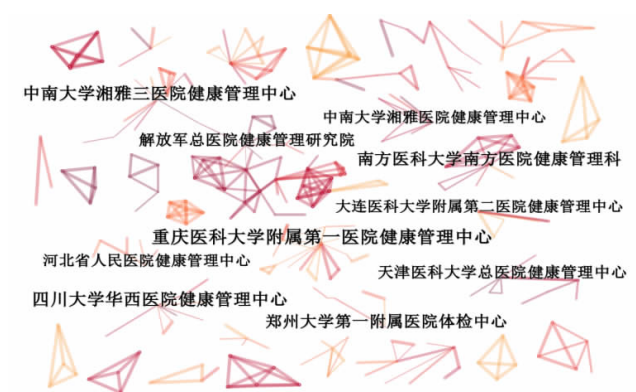 中南大学湘雅三医院健康管理中心
中南大学湘雅医院健康管理中心
解放军总医院健康管理研究院
南方医科大学南方医院健康管理科
大连医科大学附属第二医院健康管理中心
重庆医科大学附属第一医院健康管理中心
河北省人民医院健康管理中心
天津医科大学总医院健康管理中心
四川大学华西医院健康管理中心
郑州大学第一附属医院体检中心